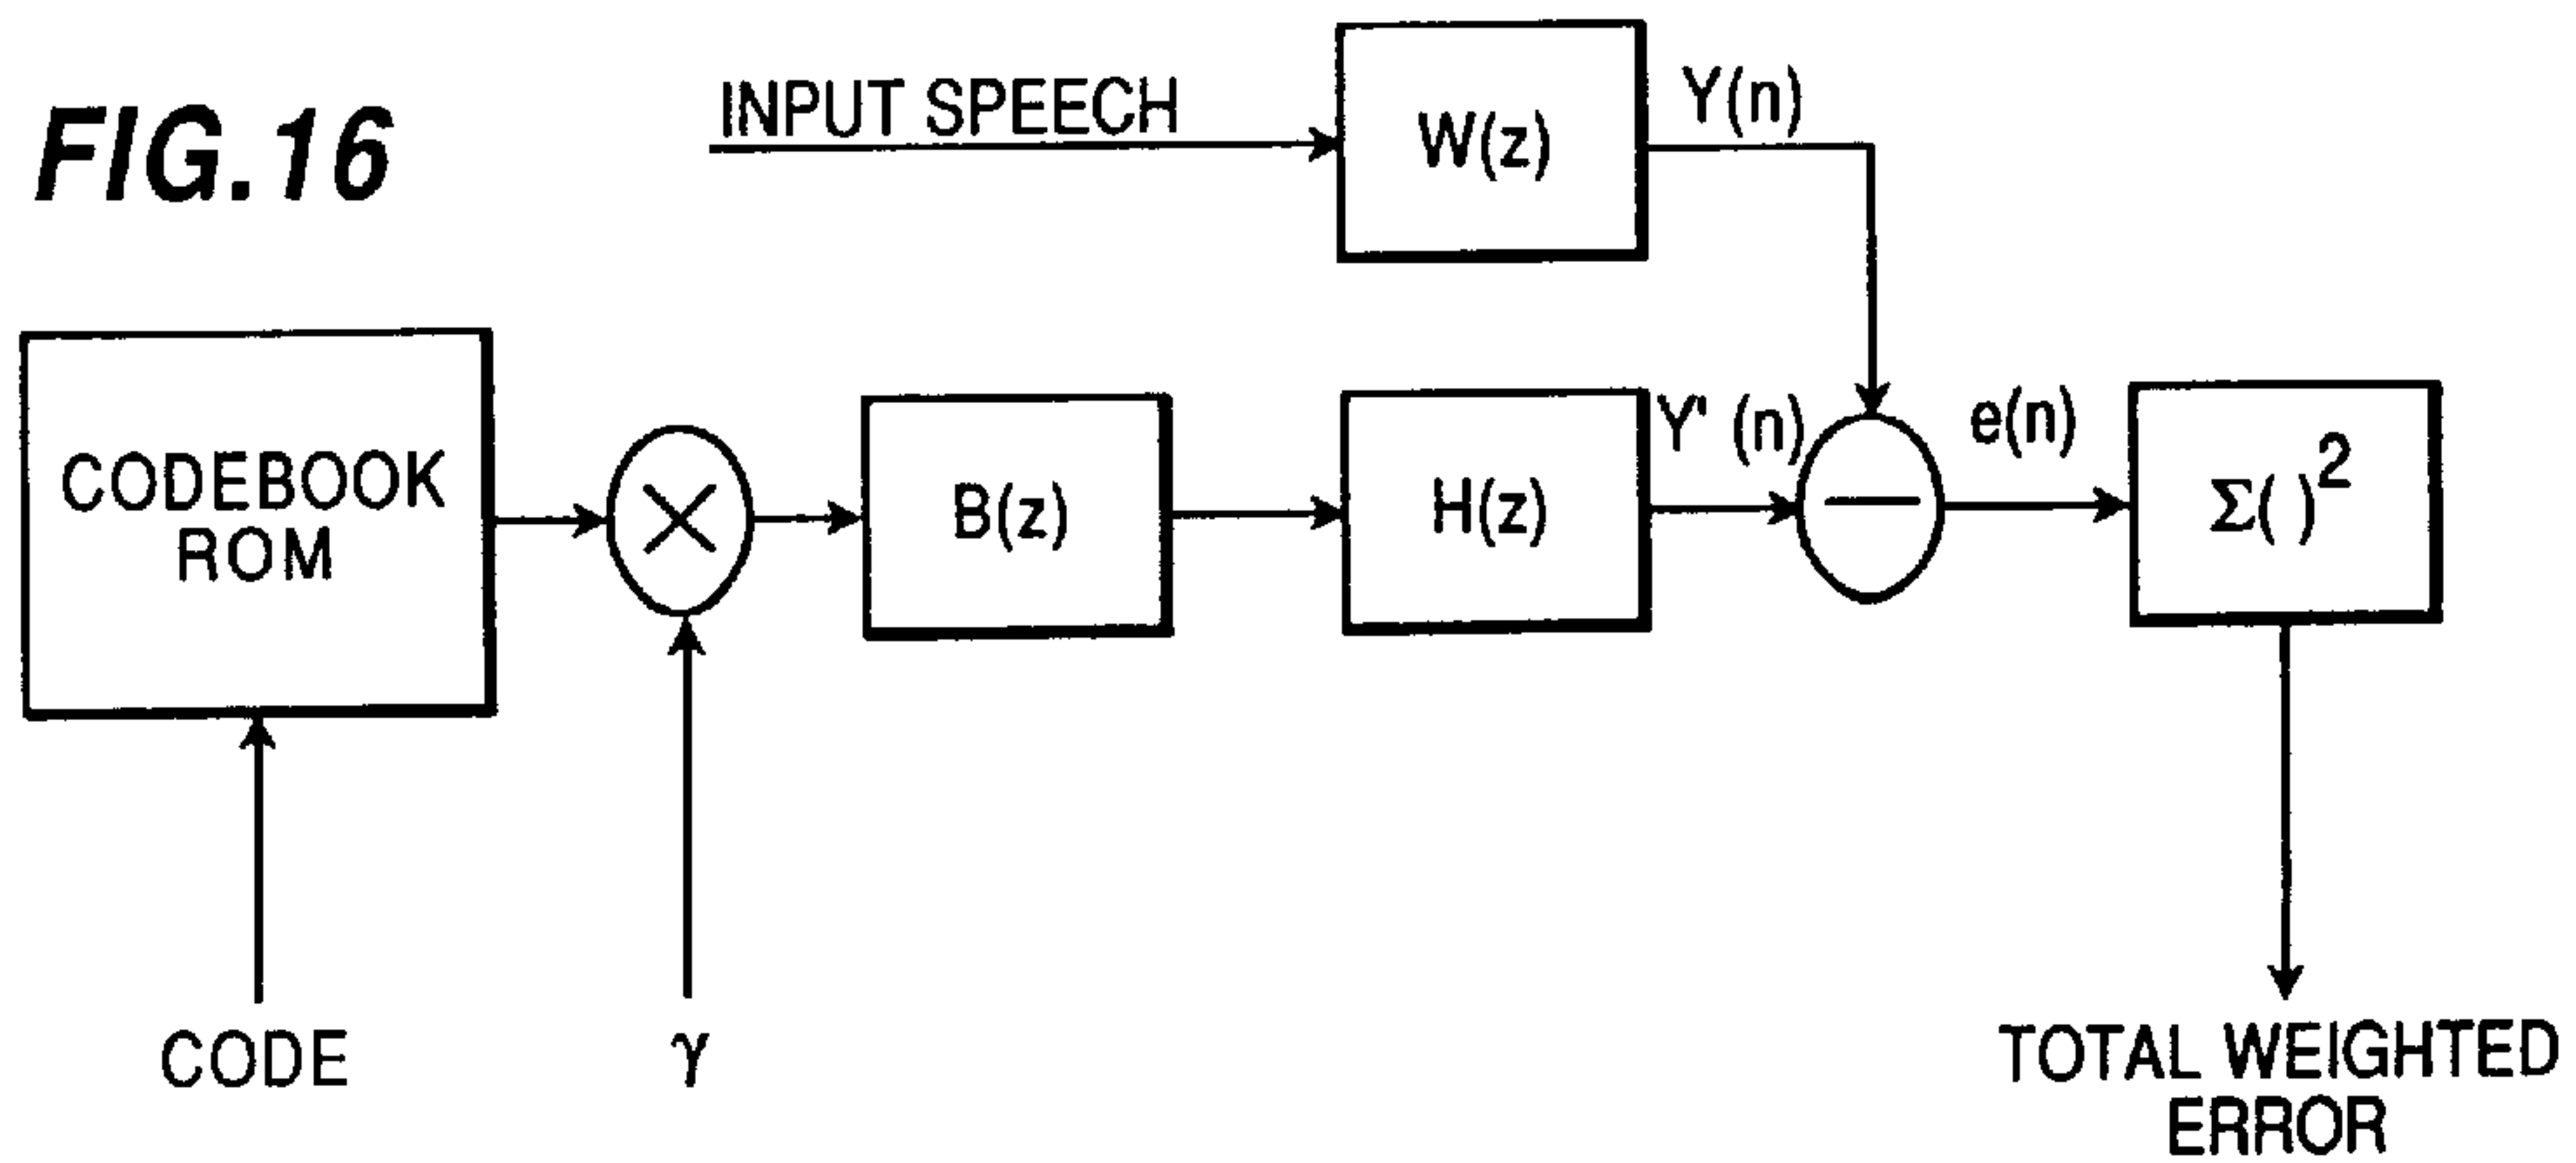 FIG.16
INPUT SPEECH
W(z)
Y(n)
CODEBOOK
ROM
×
B(z)
H(z)
Y' (n)
—
e(n)
Σ( )²
CODE
γ
TOTAL WEIGHTED
ERROR